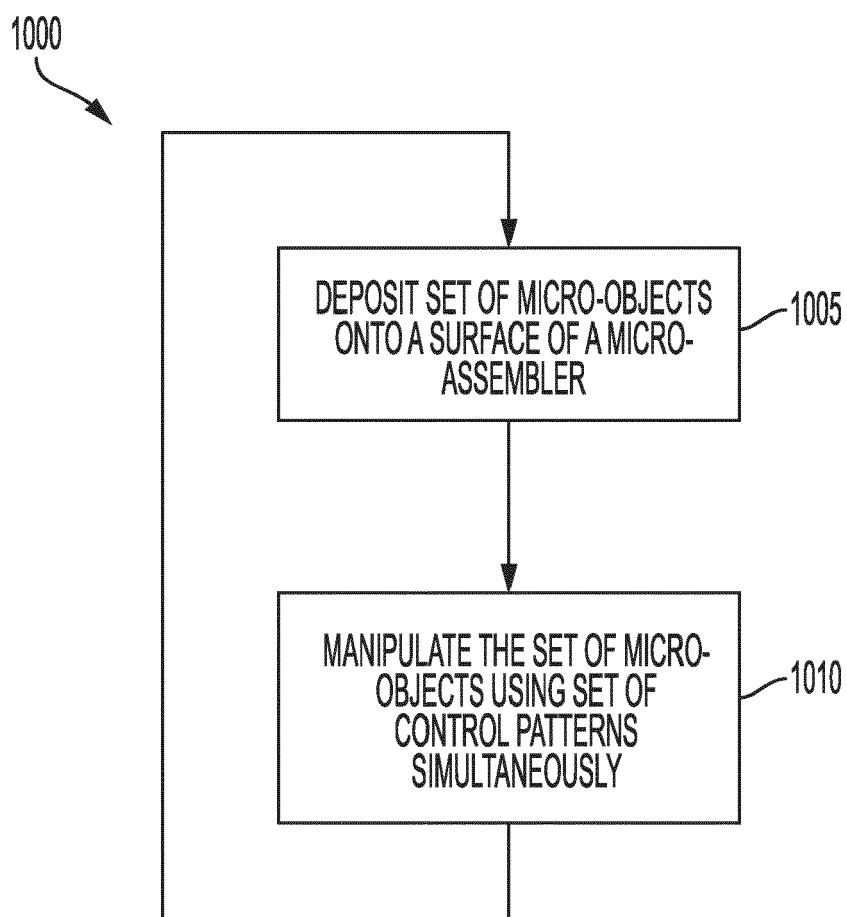 1000
DEPOSIT SET OF MICRO-OBJECTS
ONTO A SURFACE OF A MICRO-
ASSEMBLER
1005
MANIPULATE THE SET OF MICRO-
OBJECTS USING SET OF
CONTROL PATTERNS
SIMULTANEOUSLY
1010